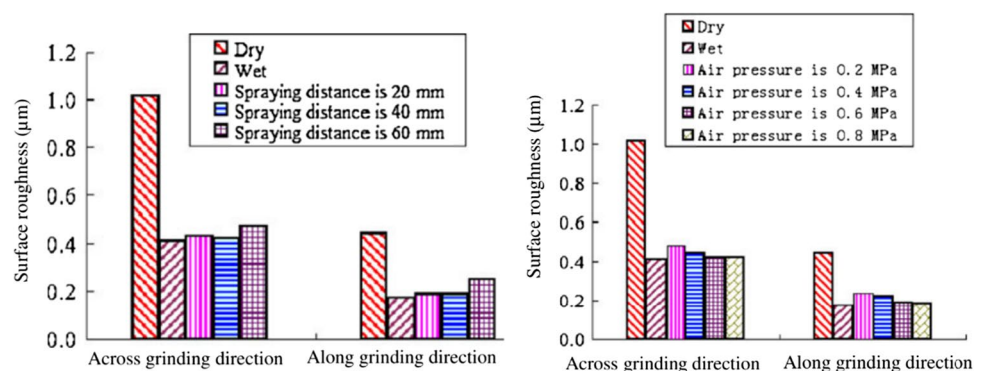 Dry
Wet
Spraying distance is 20 mm
Spraying distance is 40 mm
Spraying distance is 60 mm
Surface roughness (μm)
1.2
1.0
0.8
0.6
0.4
0.2
0.0
Across grinding direction
Along grinding direction
Dry
Wet
Air pressure is 0.2 MPa
Air pressure is 0.4 MPa
Air pressure is 0.6 MPa
Air pressure is 0.8 MPa
Surface roughness (μm)
1.2
1.0
0.8
0.6
0.4
0.2
0.0
Across grinding direction
Along grinding direction